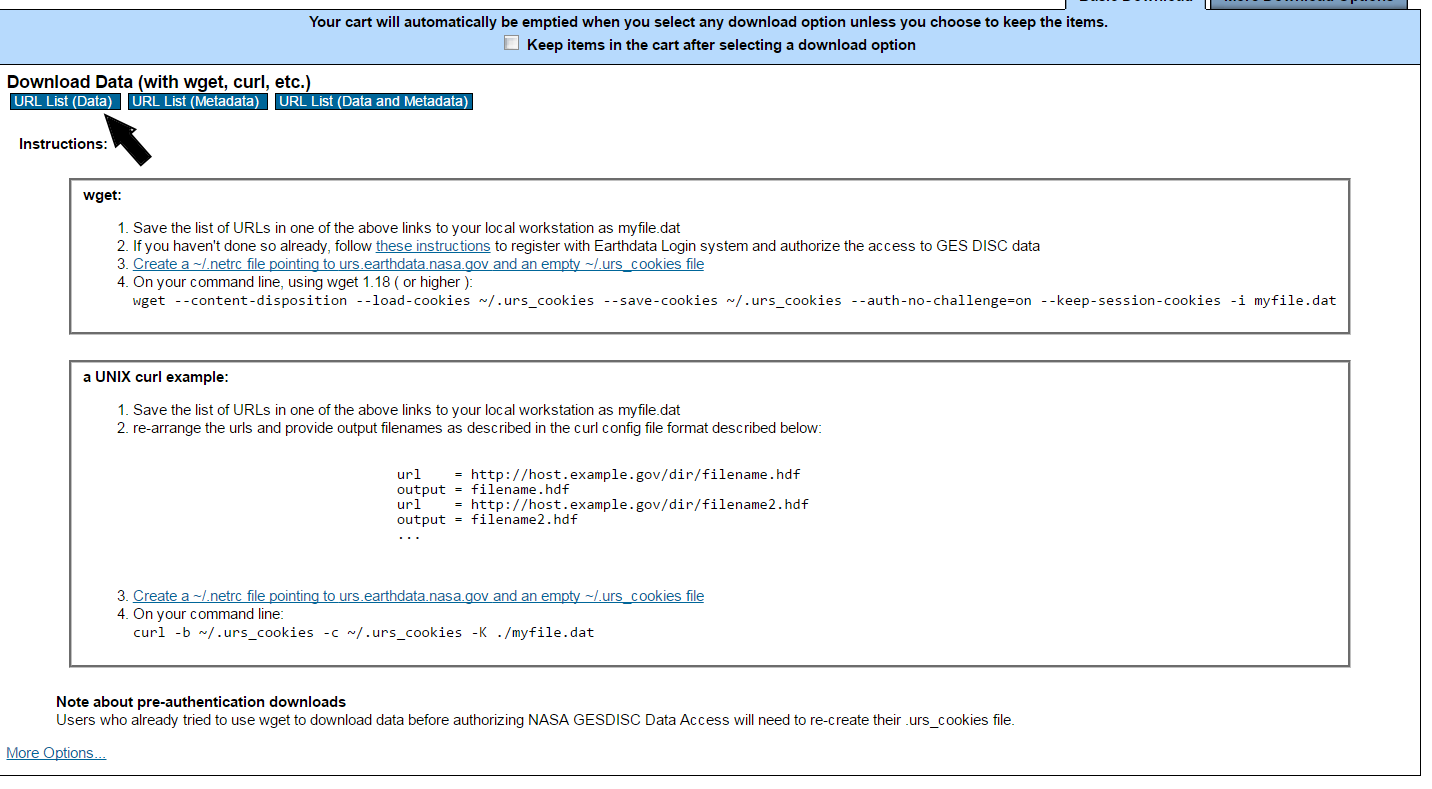 Basic Download More Download Options
Your cart will automatically be emptied when you select any download option unless you choose to keep the items.
Keep items in the cart after selecting a download option
Download Data (with wget, curl, etc.)
URL List (Data) URL List (Metadata) URL List (Data and Metadata)
Instructions:
wget:
1. Save the list of URLs in one of the above links to your local workstation as myfile.dat
2. If you haven't done so already, follow these instructions to register with Earthdata Login system and authorize the access to GES DISC data
3. Create a ~/.netrc file pointing to urs.earthdata.nasa.gov and an empty ~/.urs_cookies file
4. On your command line, using wget 1.18 ( or higher ):
wget --content-disposition --load-cookies ~/.urs_cookies --save-cookies ~/.urs_cookies --auth-no-challenge=on --keep-session-cookies -i myfile.dat
a UNIX curl example:
1. Save the list of URLs in one of the above links to your local workstation as myfile.dat
2. re-arrange the urls and provide output filenames as described in the curl config file format described below:
url    = http://host.example.gov/dir/filename.hdf
output = filename.hdf
url    = http://host.example.gov/dir/filename2.hdf
output = filename2.hdf
...
3. Create a ~/.netrc file pointing to urs.earthdata.nasa.gov and an empty ~/.urs_cookies file
4. On your command line:
curl -b ~/.urs_cookies -c ~/.urs_cookies -K ./myfile.dat
Note about pre-authentication downloads
Users who already tried to use wget to download data before authorizing NASA GESDISC Data Access will need to re-create their .urs_cookies file.
More Options...